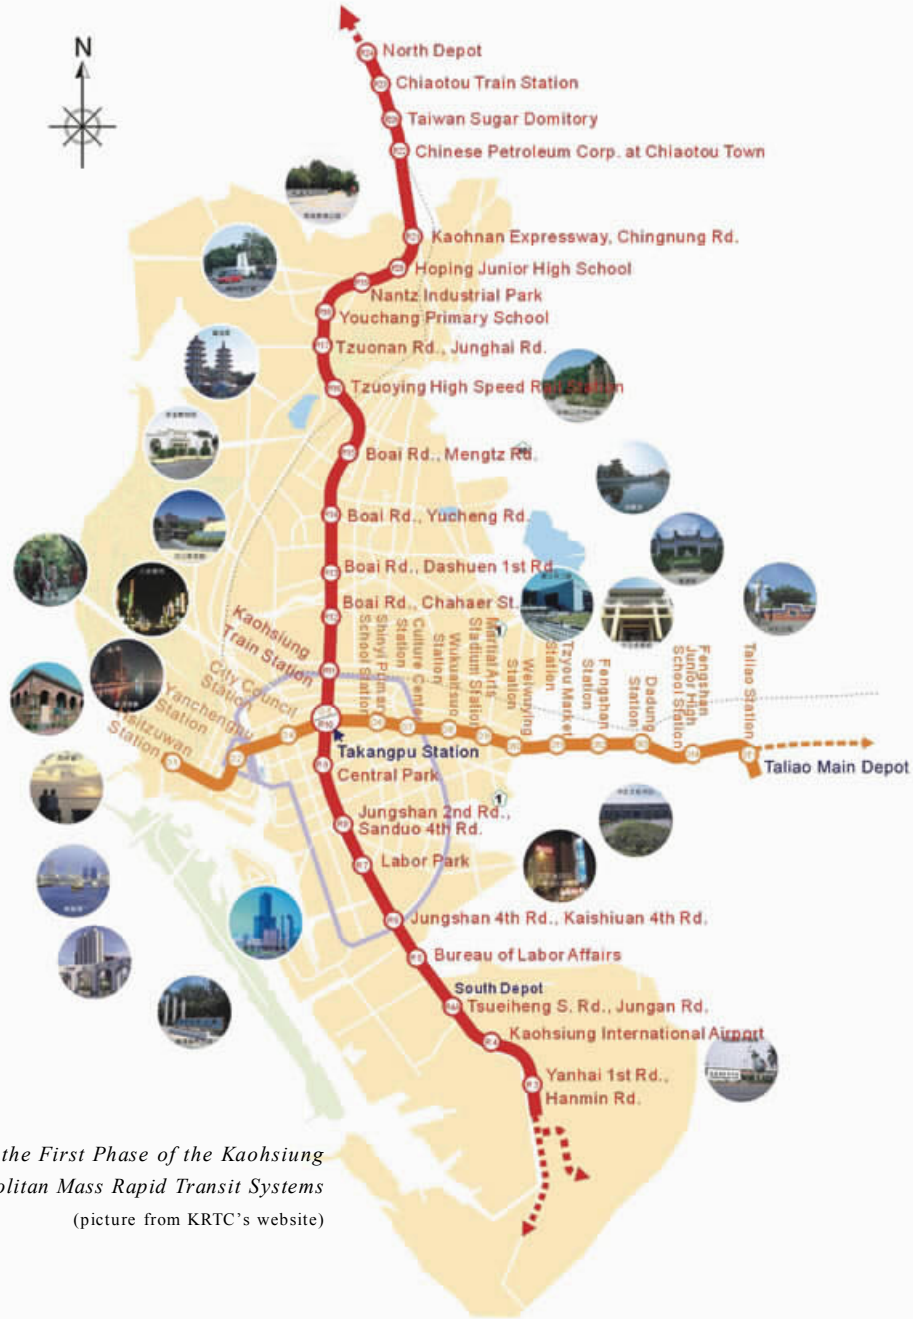 N
North Depot
Chiaotou Train Station
Taiwan Sugar Domitory
Chinese Petroleum Corp. at Chiaotou Town
Kaohnan Expressway, Chingnung Rd.
Hoping Junior High School
Nantz Industrial Park
Youchang Primary School
Tzuonan Rd., Junghai Rd.
Tzuoying High Speed Rail Station
Boai Rd., Mengtz Rd.
Boai Rd., Yucheng Rd.
Boai Rd., Dashuen 1st Rd.
Boai Rd., Chahaer St.
Kaohsiung
Train Station
City Council
Station
Yanchengpu
Station
Station
Shinyi Primary
School Station
Culture Center
Station
Wukuaitsuo
Station
Martial Arts
Stadium Station
Weiwuying
Station
Tzyou Market
Station
Fengshan
Station
Dadung
Station
Fengshan
Junior High
School Station
Taliao Station
R10
Takangpu Station
Taliao Main Depot
Central Park
Jungshan 2nd Rd.,
Sanduo 4th Rd.
R7
Labor Park
Jungshan 4th Rd., Kaishiuan 4th Rd.
Bureau of Labor Affairs
South Depot
Tsueiheng S. Rd., Jungan Rd.
R4
Kaohsiung International Airport
R3
Yanhai 1st Rd.,
Hanmin Rd.
the First Phase of the Kaohsiung
olitan Mass Rapid Transit Systems
(picture from KRTC's website)